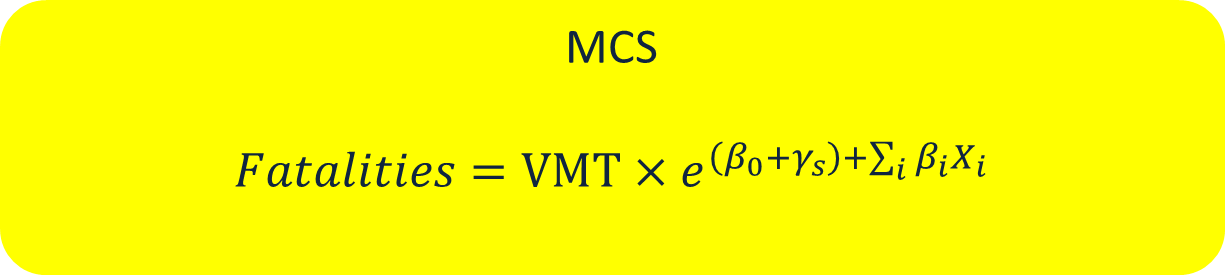 MCS
𝐹𝑎𝑡𝑎𝑙𝑖𝑡𝑖𝑒𝑠 = VMT × 𝑒^(𝛽₀+𝛾ₛ)+∑ᵢ 𝛽ᵢ𝑋ᵢ